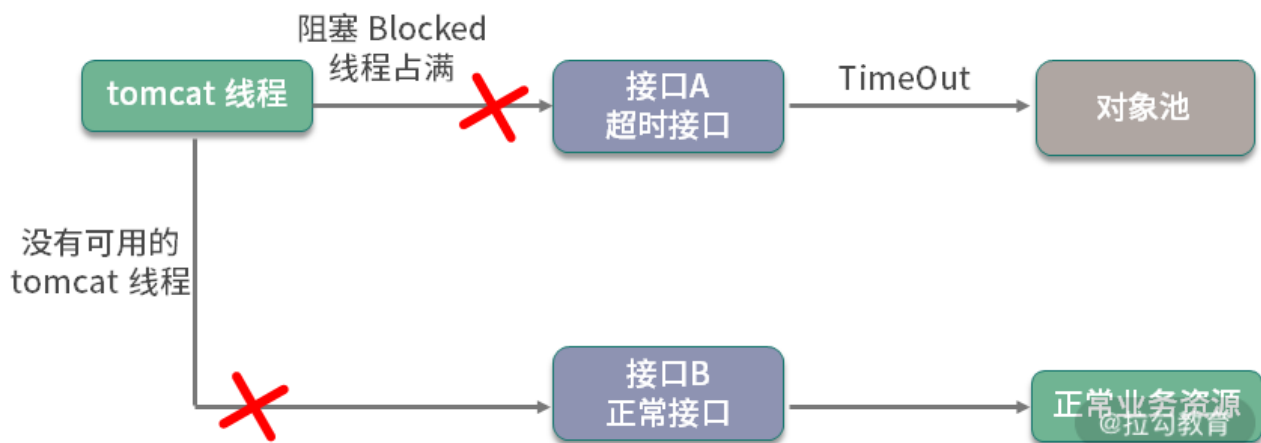 阻塞 Blocked
线程占满
tomcat 线程
接口A
超时接口
TimeOut
对象池
没有可用的
tomcat 线程
接口B
正常接口
正常业务资源
@拉勾教育